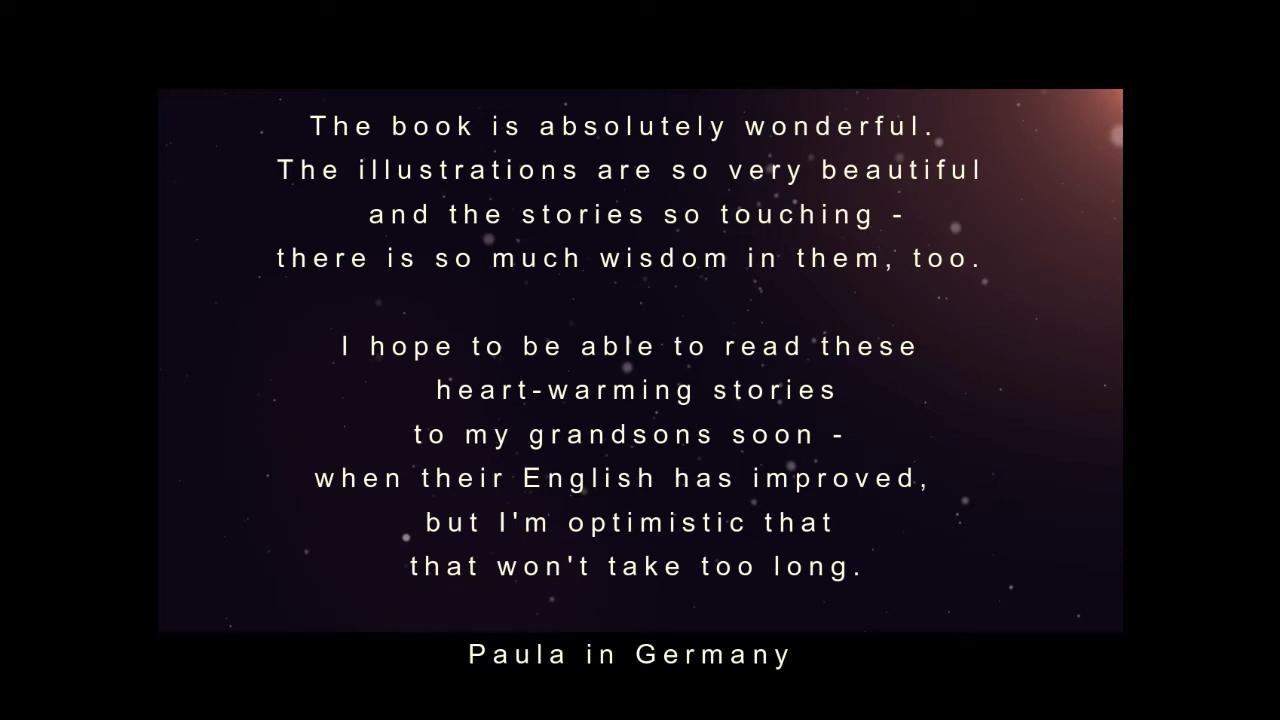 The book is absolutely wonderful.
The illustrations are so very beautiful
and the stories so touching -
there is so much wisdom in them, too.
I hope to be able to read these
heart-warming stories
to my grandsons soon -
when their English has improved,
but I'm optimistic that
that won't take too long.
Paula in Germany